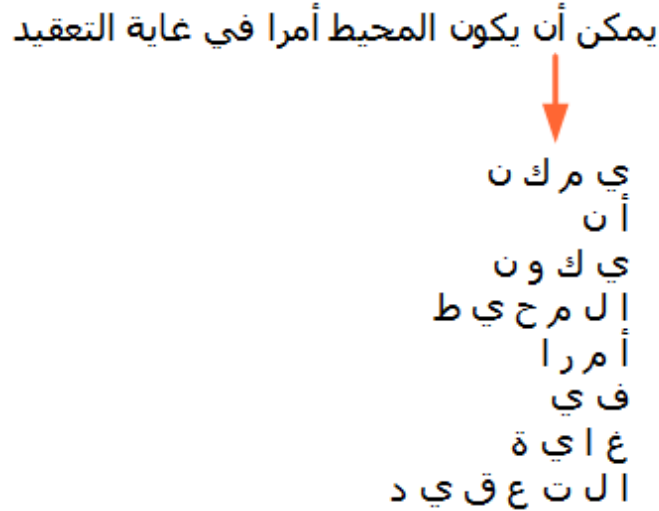 يمكن أن يكون المحيط أمرا في غاية التعقيد
ي م ك ن
أ ن
ي ك و ن
ا ل م ح ي ط
أ م ر ا
ف ي
غ ا ي ة
ا ل ت ع ق ي د